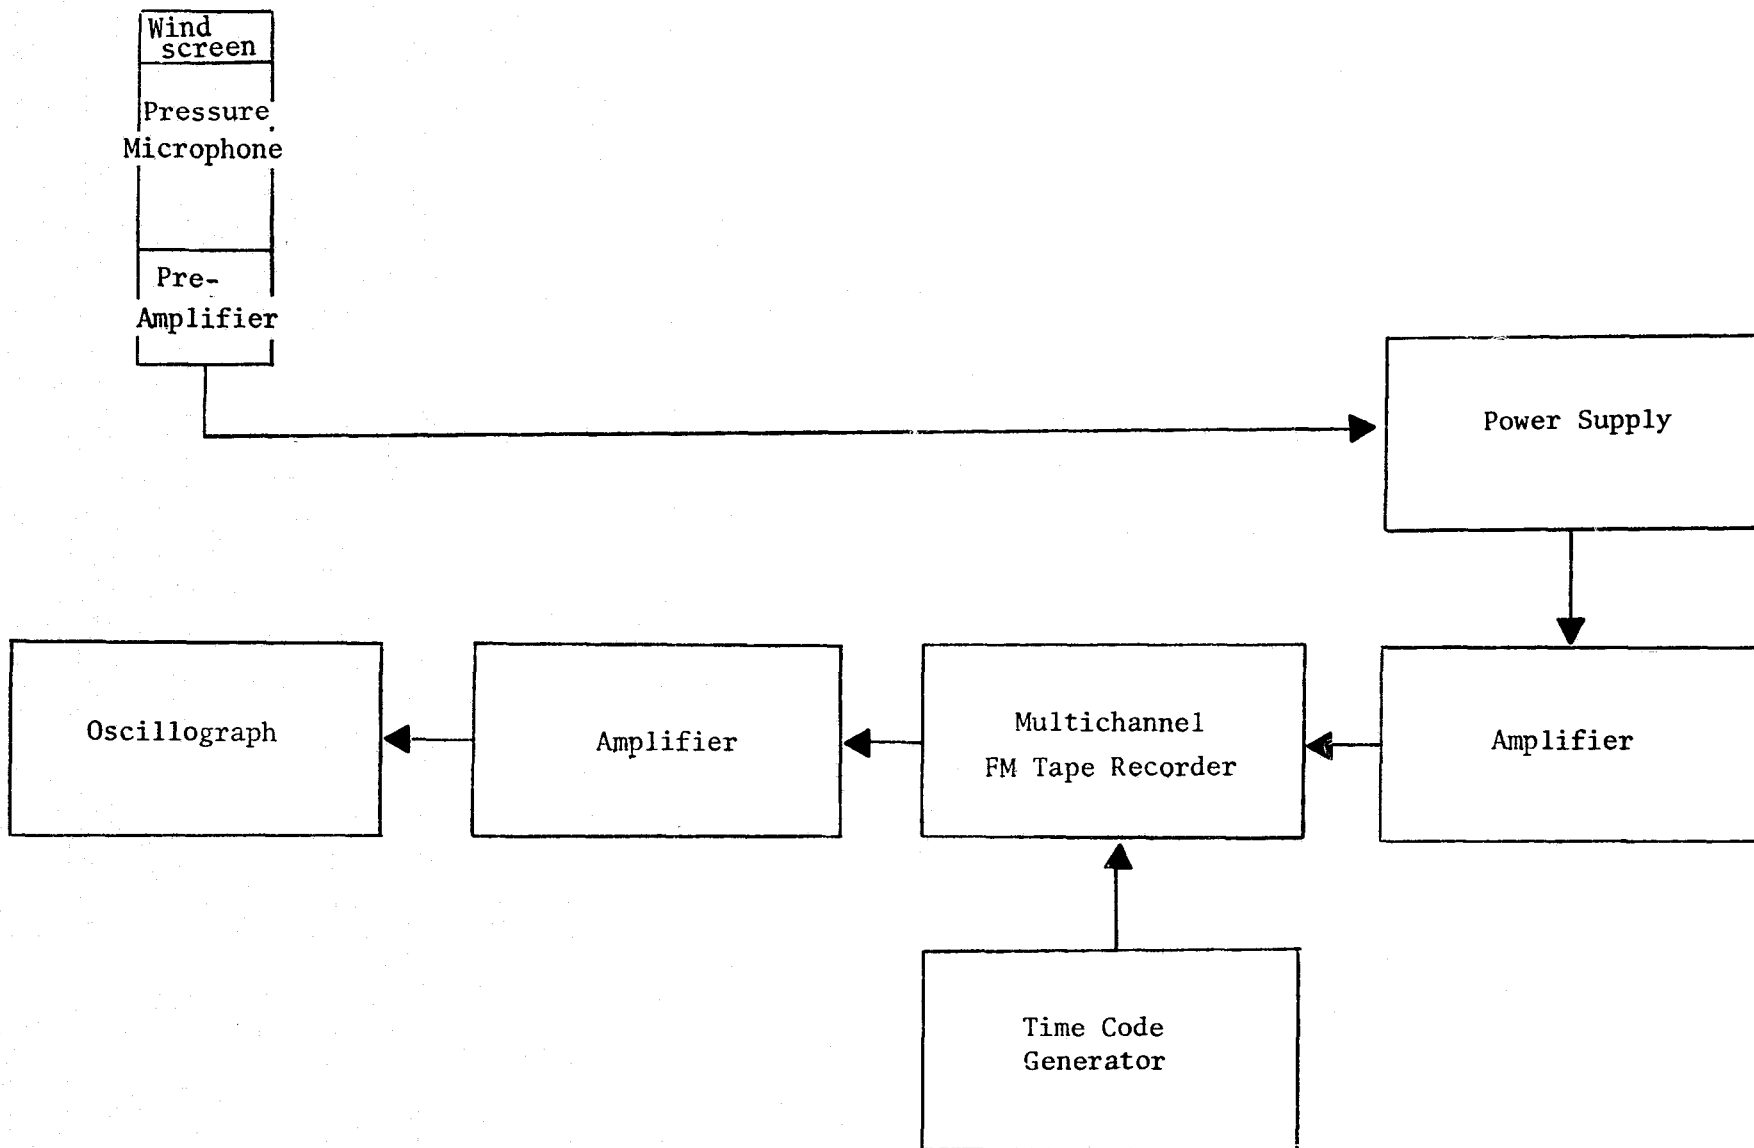 Wind
screen
Pressure
Microphone
Pre-
Amplifier
Power Supply
Oscillograph
Amplifier
Multichannel
FM Tape Recorder
Amplifier
Time Code
Generator